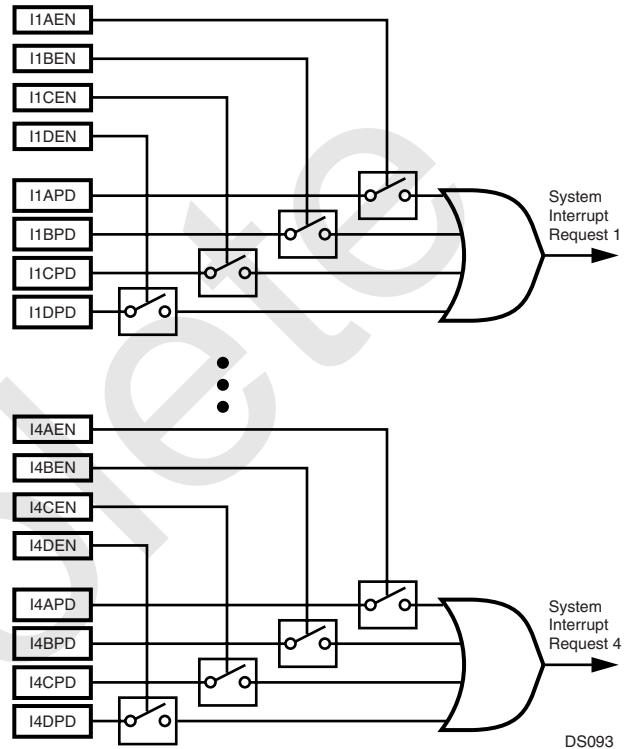 I1AEN
I1BEN
I1CEN
I1DEN
I1APD
I1BPD
I1CPD
I1DPD
System
Interrupt
Request 1
I4AEN
I4BEN
I4CEN
I4DEN
I4APD
I4BPD
I4CPD
I4DPD
System
Interrupt
Request 4
DS093
olete